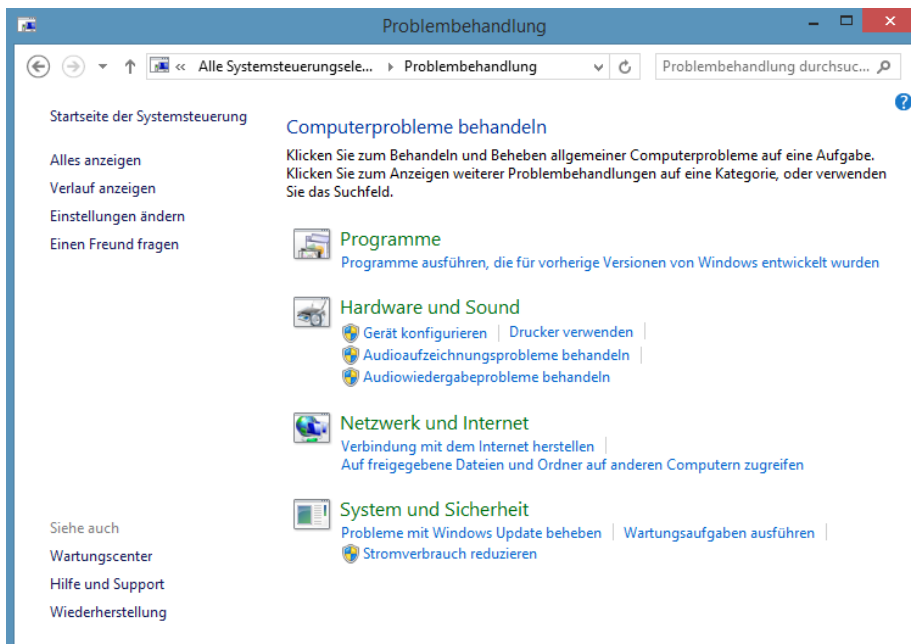 Problembehandlung
« Alle Systemsteuerungsele... Problembehandlung Problembehandlung durchsuc...
Startseite der Systemsteuerung
Alles anzeigen
Verlauf anzeigen
Einstellungen ändern
Einen Freund fragen
Siehe auch
Wartungscenter
Hilfe und Support
Wiederherstellung
?
Computerprobleme behandeln
Klicken Sie zum Behandeln und Beheben allgemeiner Computerprobleme auf eine Aufgabe.
Klicken Sie zum Anzeigen weiterer Problembehandlungen auf eine Kategorie, oder verwenden
Sie das Suchfeld.
Programme
Programme ausführen, die für vorherige Versionen von Windows entwickelt wurden
Hardware und Sound
Gerät konfigurieren Drucker verwenden
Audioaufzeichnungsprobleme behandeln
Audiowiedergabeprobleme behandeln
Netzwerk und Internet
Verbindung mit dem Internet herstellen
Auf freigegebene Dateien und Ordner auf anderen Computern zugreifen
System und Sicherheit
Probleme mit Windows Update beheben Wartungsaufgaben ausführen
Stromverbrauch reduzieren